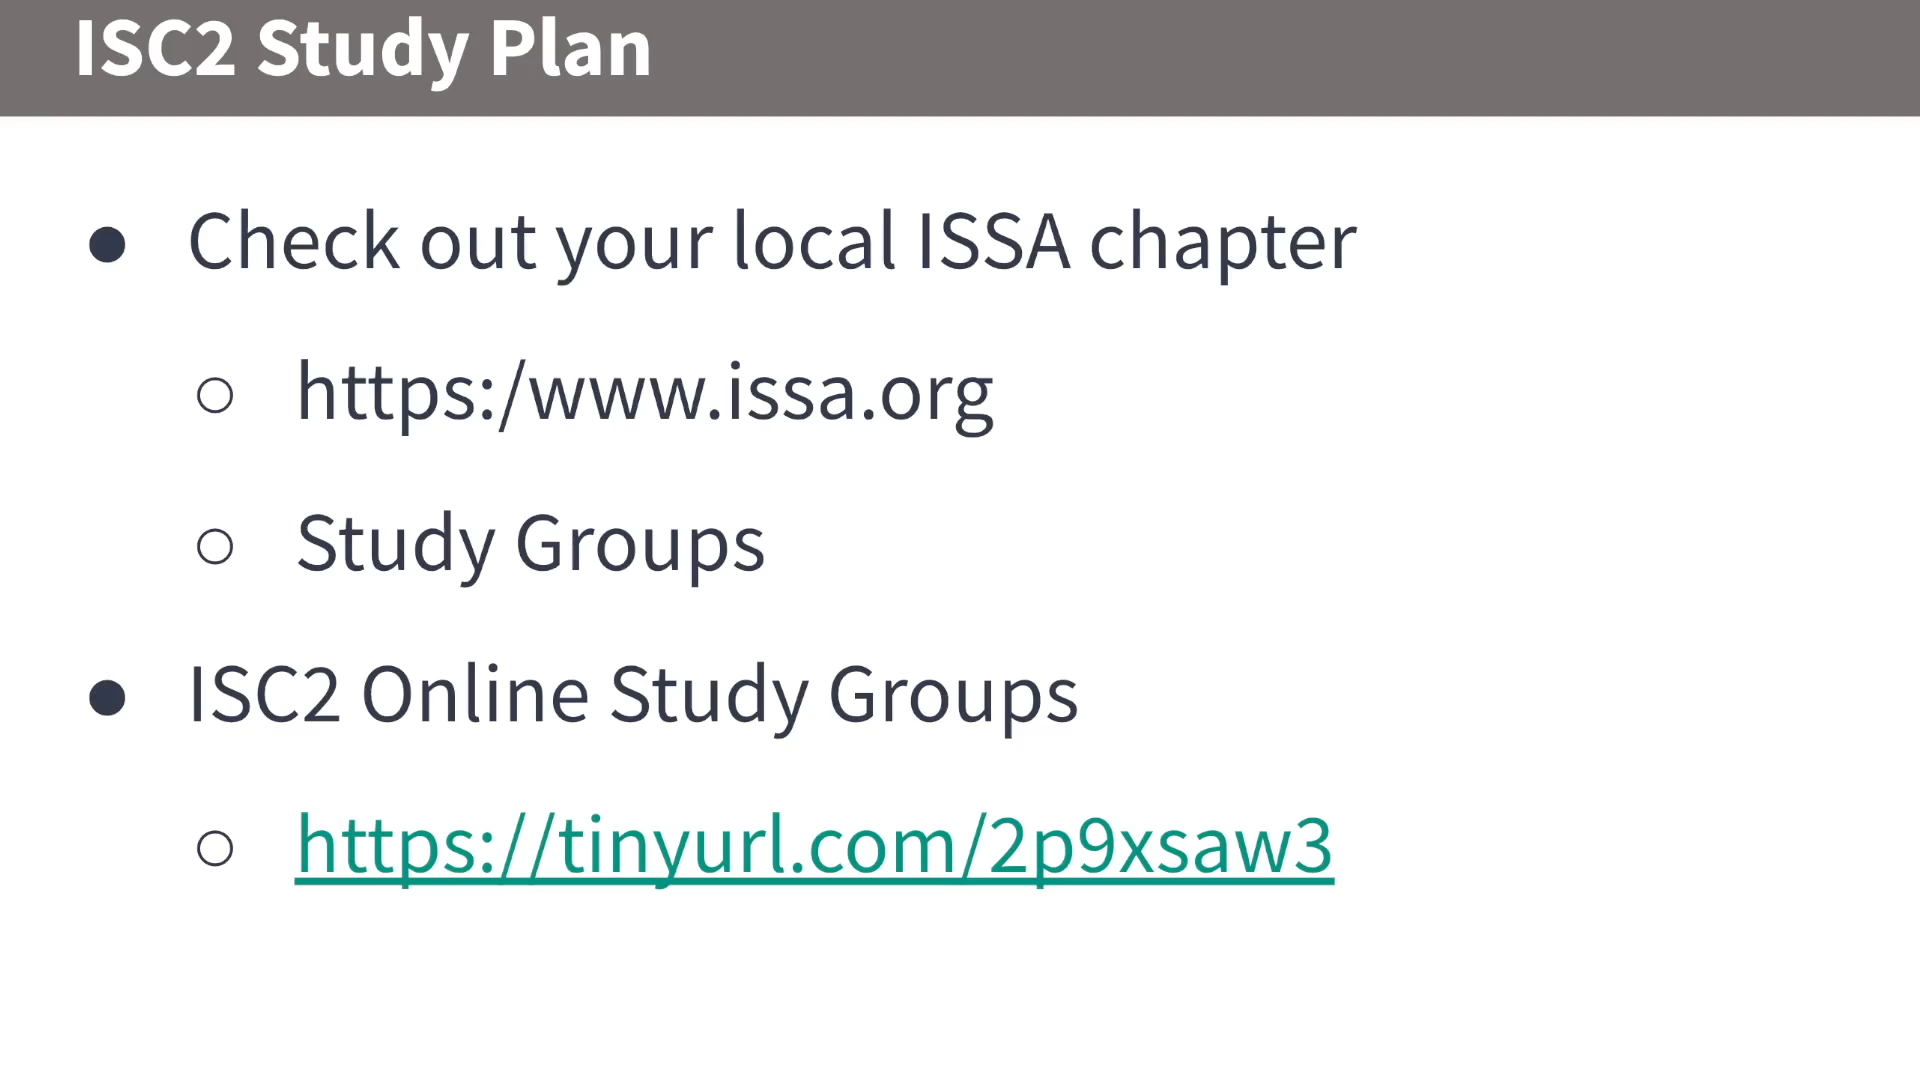 ISC2 Study Plan
● Check out your local ISSA chapter
○ https:/www.issa.org
○ Study Groups
● ISC2 Online Study Groups
○ https://tinyurl.com/2p9xsaw3